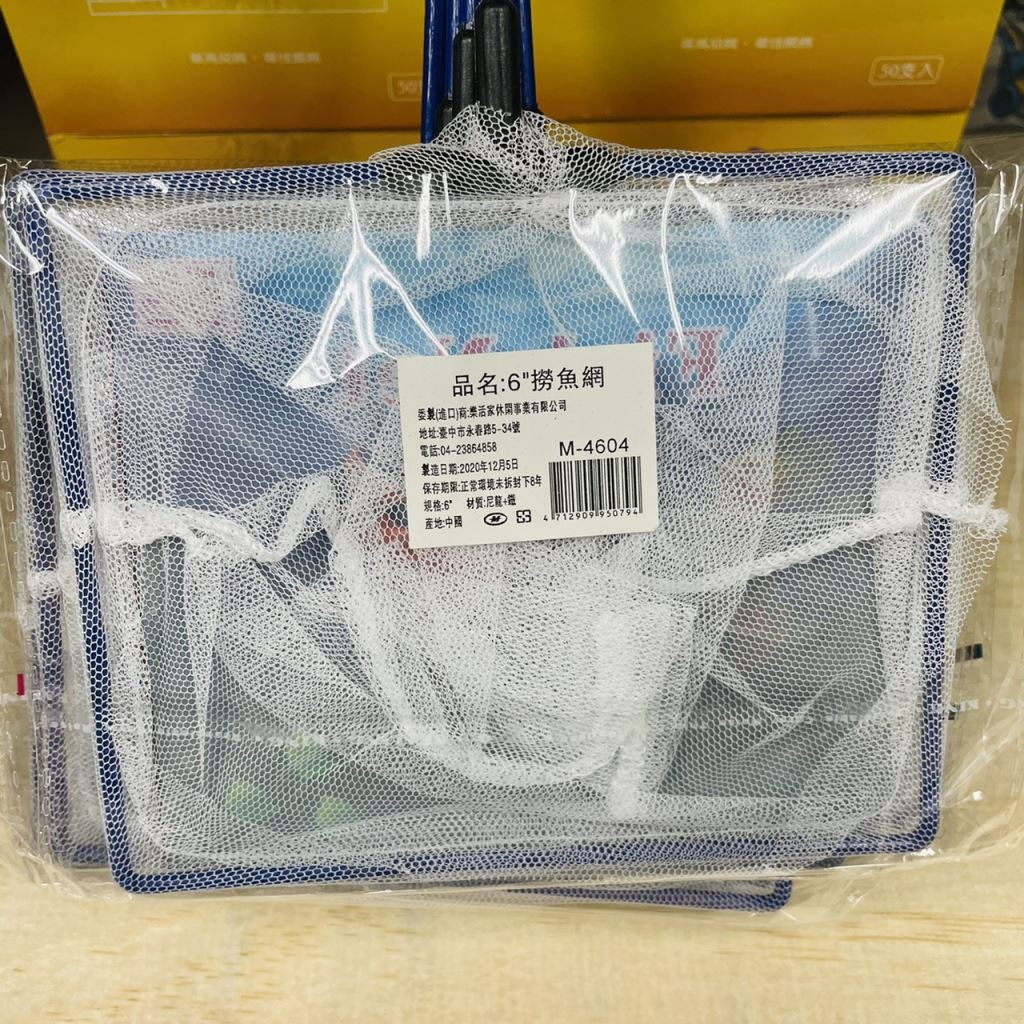 50支入
品名:6"撈魚網
委製(進口)商:樂活家休閒事業有限公司
地址:臺中市永春路5-34號
電話:04-23864858
M-4604
製造日期:2020年12月5日
保存期限:正常環境未拆封下8年
規格:6" 材質:尼龍+鐵
產地:中國
4 712909 950794